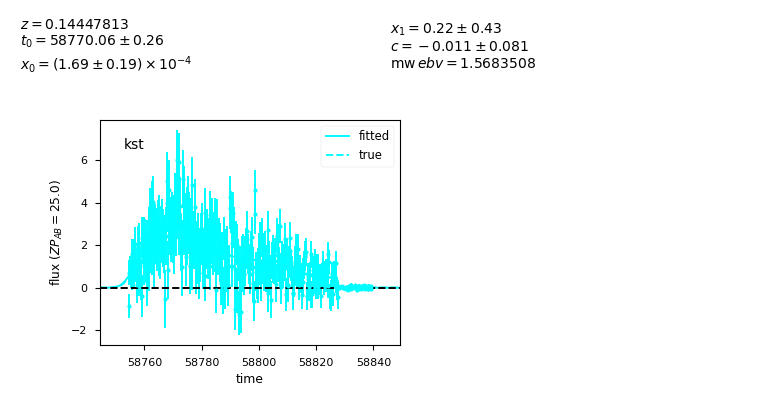 z = 0.14447813
t₀ = 58770.06 ± 0.26
x₀ = (1.69 ± 0.19) × 10⁻⁴
x₁ = 0.22 ± 0.43
c = −0.011 ± 0.081
mw ebv = 1.5683508
kst
fitted
true
flux (ZP_AB = 25.0)
6
4
2
0
−2
58760 58780 58800 58820 58840
time